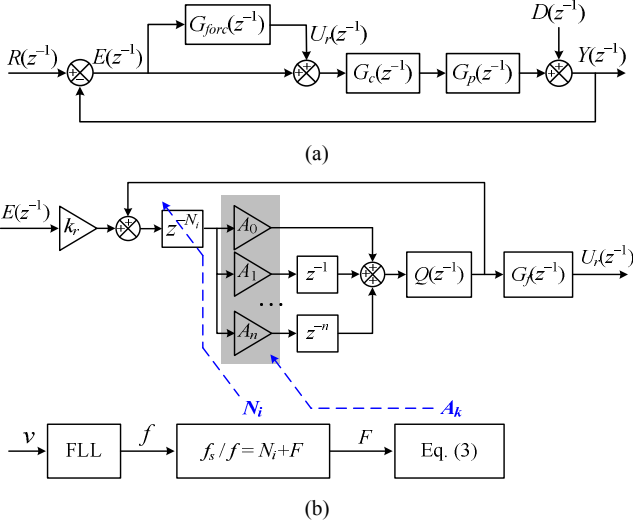 G_forc(z⁻¹)
D(z⁻¹)
R(z⁻¹) E(z⁻¹) U_r(z⁻¹) Y(z⁻¹)
G_c(z⁻¹) G_p(z⁻¹)
(a)
E(z⁻¹) k_r z^{-N_i} A_0 U_r(z⁻¹)
A_1 z⁻¹ Q(z⁻¹) G_f(z⁻¹)
...
A_n z⁻ⁿ
N_i A_k
v FLL f f_s / f = N_i+F F Eq. (3)
(b)